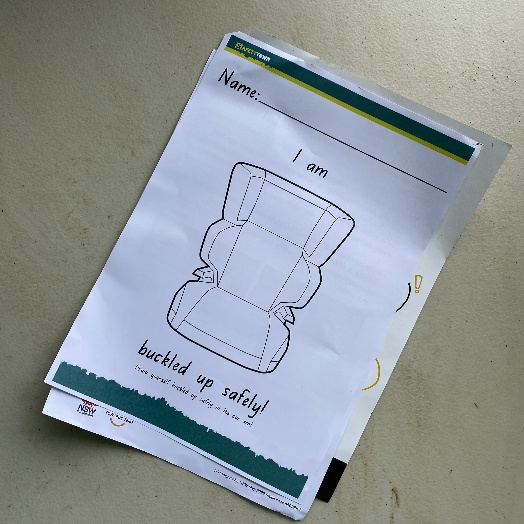 SAFETYTOWN
Name:
I am
buckled up safely!
Draw yourself buckled up safely in the car seat
NSW
!